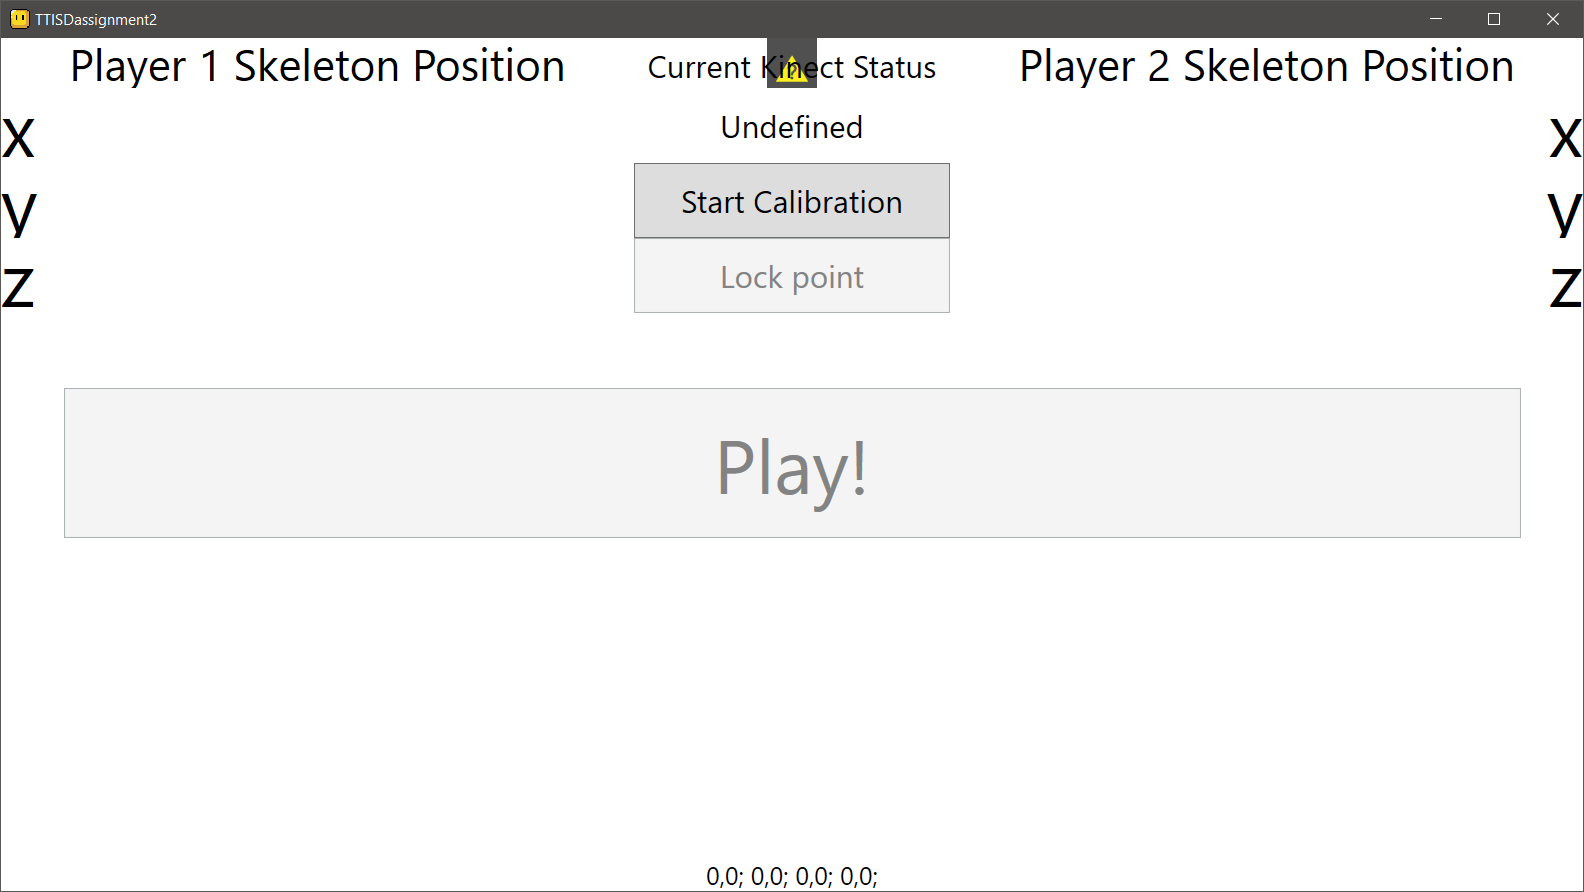 TTISDassignment2
Player 1 Skeleton Position
Current Kinect Status
Player 2 Skeleton Position
Undefined
x
x
Start Calibration
y
y
Lock point
z
z
Play!
0,0; 0,0; 0,0; 0,0;